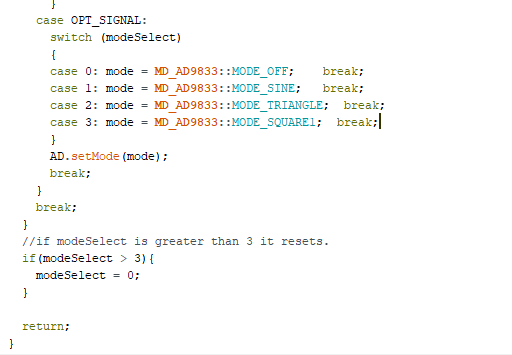 }
case OPT_SIGNAL:
switch (modeSelect)
{
case 0: mode = MD_AD9833::MODE_OFF; break;
case 1: mode = MD_AD9833::MODE_SINE; break;
case 2: mode = MD_AD9833::MODE_TRIANGLE; break;
case 3: mode = MD_AD9833::MODE_SQUARE1; break;
}
AD.setMode(mode);
break;
}
break;
}
//if modeSelect is greater than 3 it resets.
if(modeSelect > 3){
modeSelect = 0;
}
return;
}